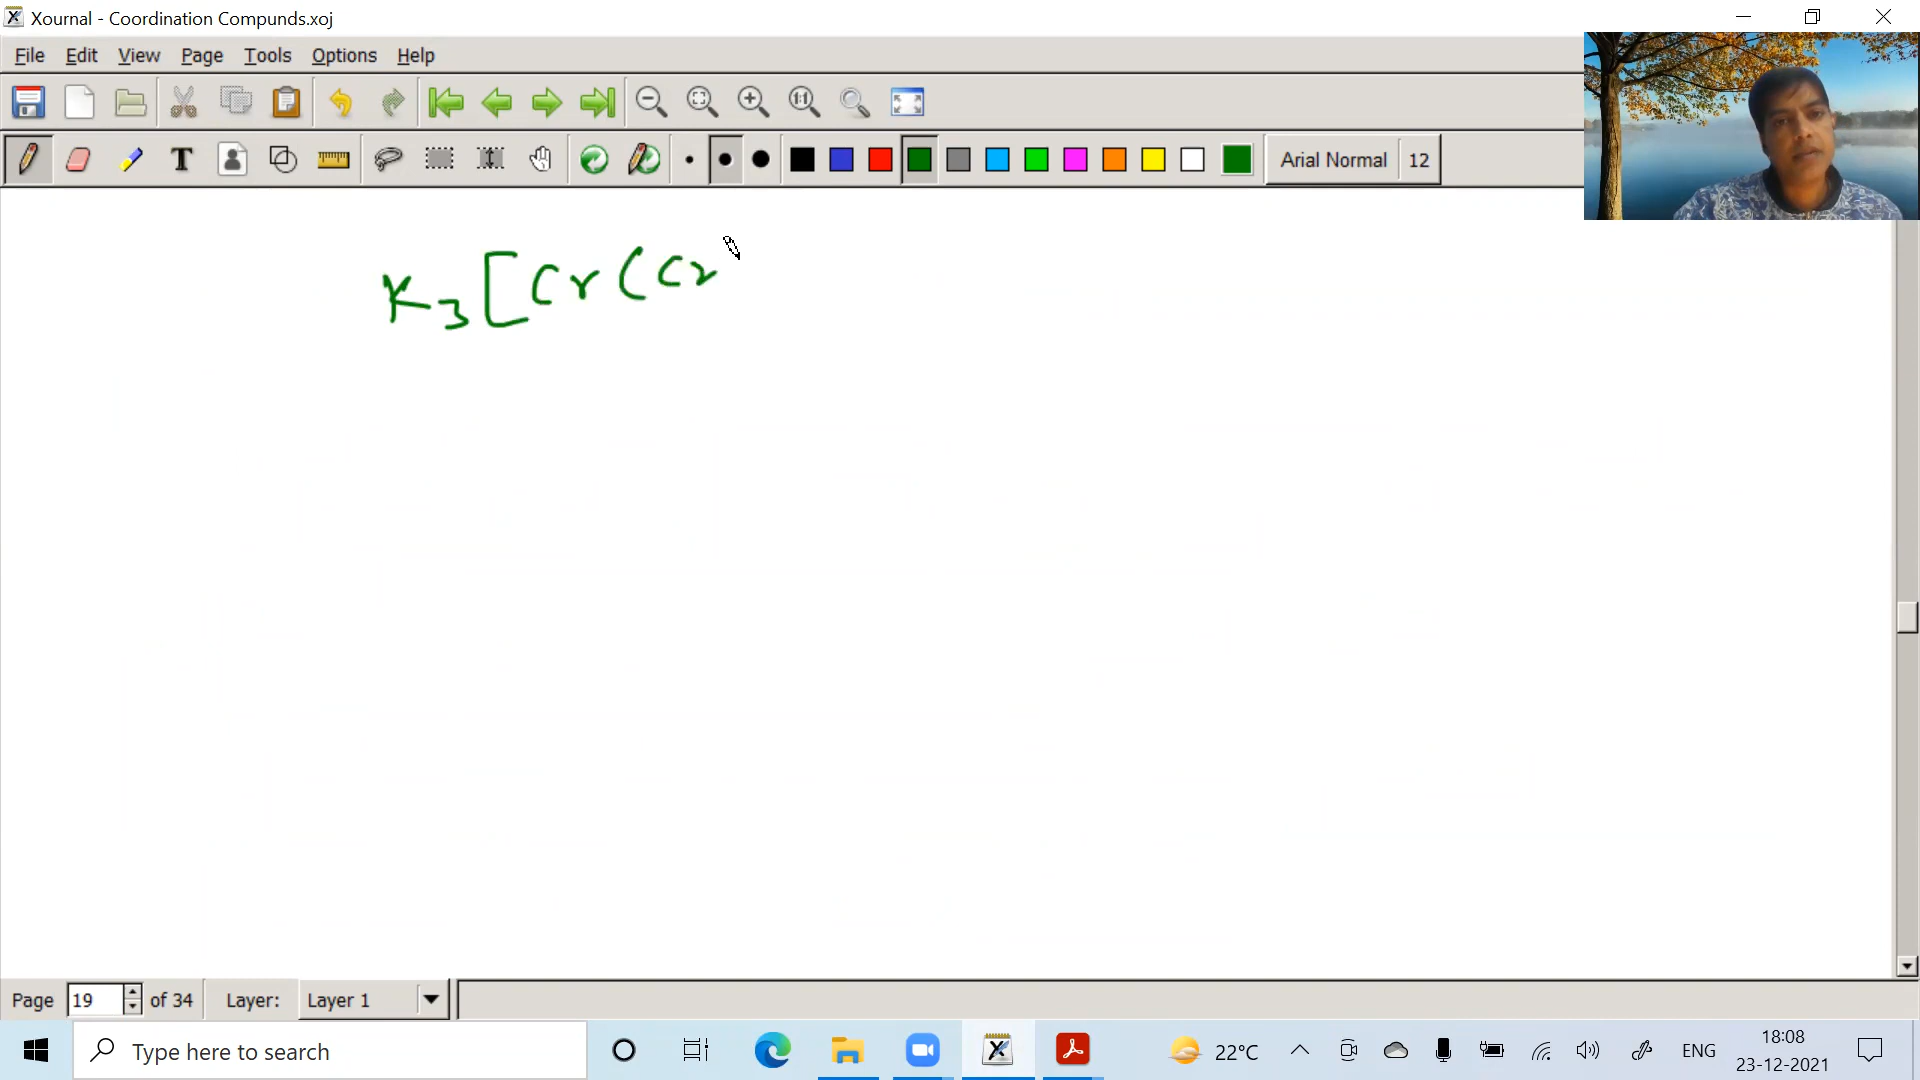 Xournal - Coordination Compunds.xoj
File Edit View Page Tools Options Help
T Arial Normal 12
K3[Cr(C2
Page 19 of 34 Layer: Layer 1
Type here to search 22°C ENG 18:08
23-12-2021